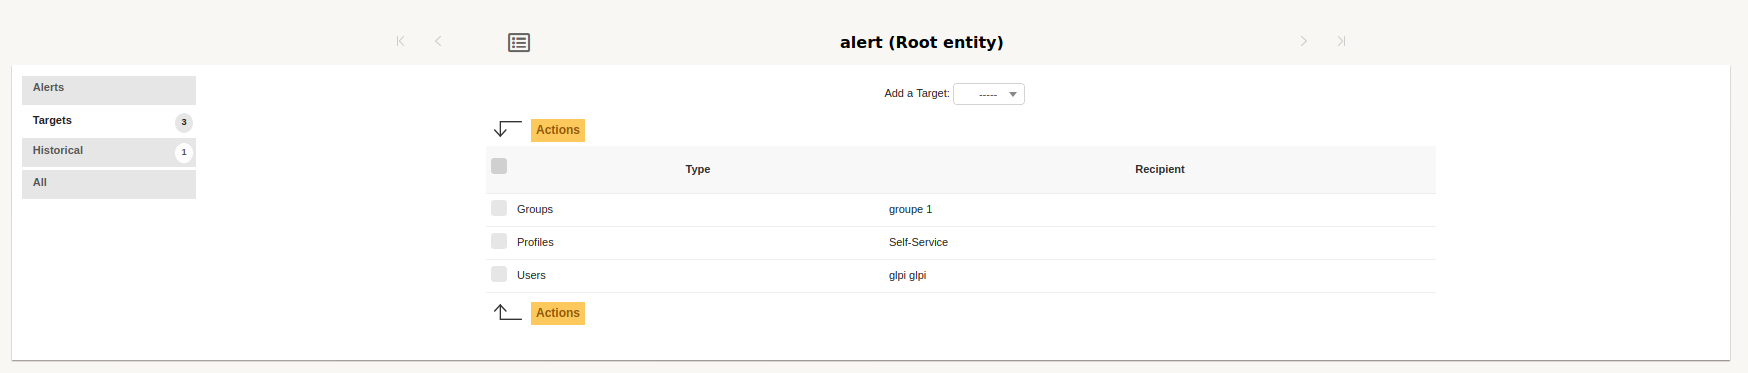 alert (Root entity)
Alerts
Targets 3
Historical 1
All
Add a Target: -----
Actions
Type Recipient
Groups groupe 1
Profiles Self-Service
Users glpi glpi
Actions